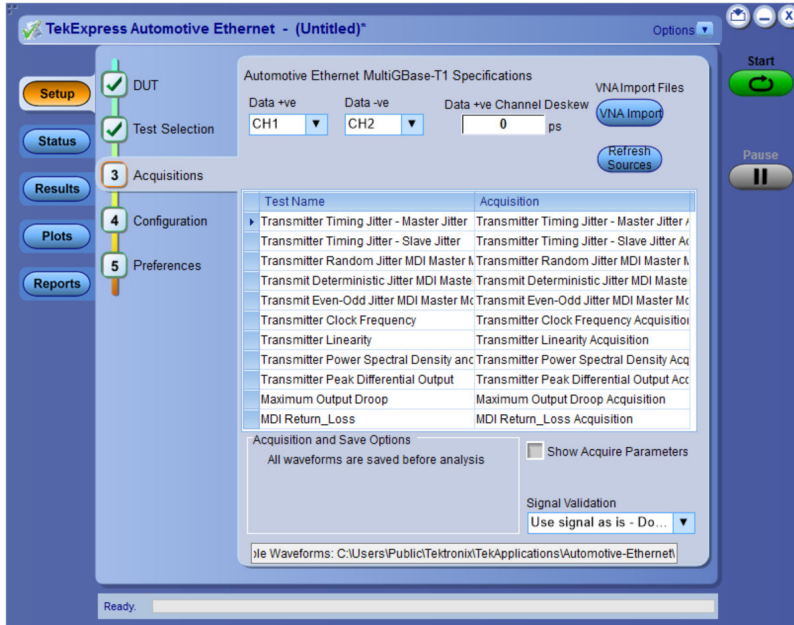 TekExpress Automotive Ethernet - (Untitled)*
Options
X
Setup
Status
Results
Plots
Reports
DUT
Test Selection
3 Acquisitions
4 Configuration
5 Preferences
Automotive Ethernet MultiGBase-T1 Specifications
Data +ve
Data -ve
Data +ve Channel Deskew
CH1
CH2
0 ps
VNA Import Files
VNA Import
Refresh Sources
Test Name Acquisition
Transmitter Timing Jitter - Master Jitter Transmitter Timing Jitter - Master Jitter
Transmitter Timing Jitter - Slave Jitter Transmitter Timing Jitter - Slave Jitter Ac
Transmitter Random Jitter MDI Master Transmitter Random Jitter MDI Master
Transmit Deterministic Jitter MDI Maste Transmit Deterministic Jitter MDI Maste
Transmit Even-Odd Jitter MDI Master Mc Transmit Even-Odd Jitter MDI Master Mc
Transmitter Clock Frequency Transmitter Clock Frequency Acquisition
Transmitter Linearity Transmitter Linearity Acquisition
Transmitter Power Spectral Density and Transmitter Power Spectral Density Acq
Transmitter Peak Differential Output Transmitter Peak Differential Output Acc
Maximum Output Droop Maximum Output Droop Acquisition
MDI Return_Loss MDI Return_Loss Acquisition
Acquisition and Save Options
All waveforms are saved before analysis
Show Acquire Parameters
Signal Validation
Use signal as is - Do...
ole Waveforms: C:\Users\Public\Tektronix\TekApplications\Automotive-Ethernet\
Ready.
Start
Pause